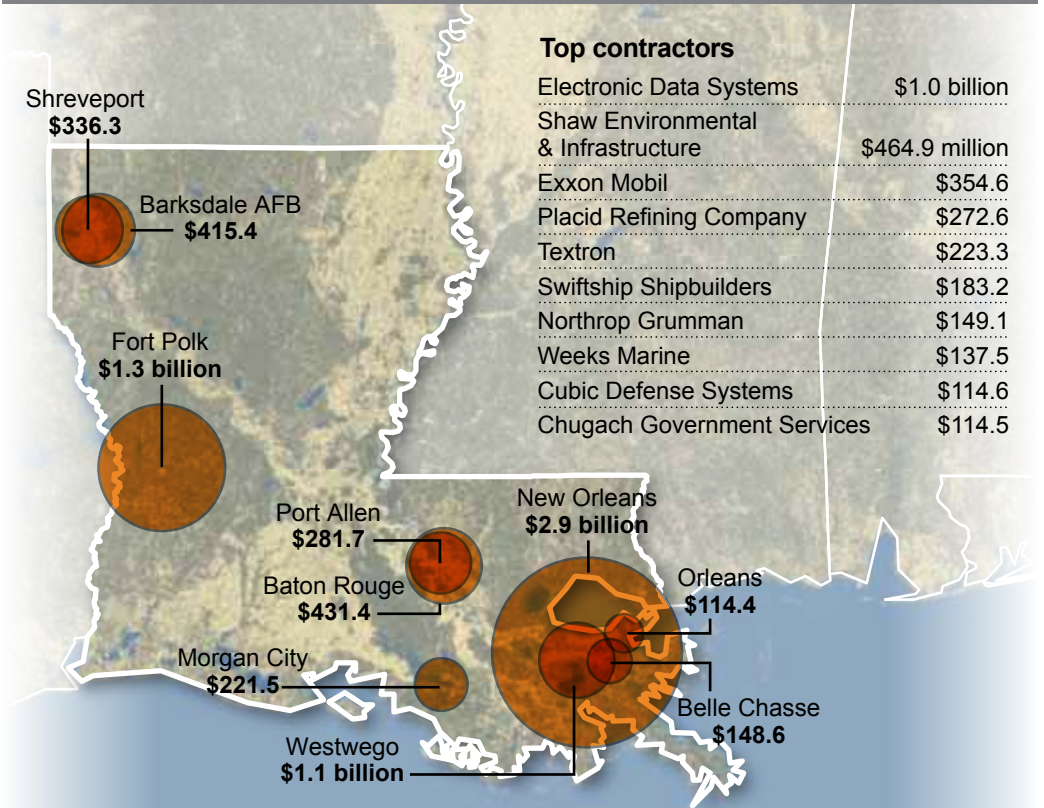 Top contractors
Electronic Data Systems $1.0 billion
Shaw Environmental
& Infrastructure $464.9 million
Exxon Mobil $354.6
Placid Refining Company $272.6
Textron $223.3
Swiftship Shipbuilders $183.2
Northrop Grumman $149.1
Weeks Marine $137.5
Cubic Defense Systems $114.6
Chugach Government Services $114.5
Shreveport
$336.3
Barksdale AFB
$415.4
Fort Polk
$1.3 billion
Port Allen
$281.7
Baton Rouge
$431.4
Morgan City
$221.5
Westwego
$1.1 billion
New Orleans
$2.9 billion
Orleans
$114.4
Belle Chasse
$148.6